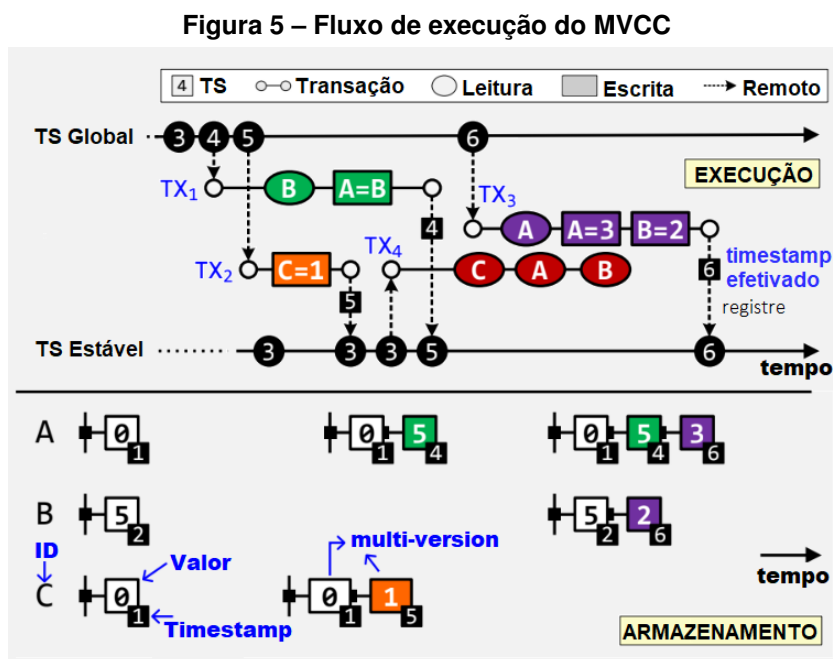 Figura 5 – Fluxo de execução do MVCC
4 TS Transação Leitura Escrita Remoto
TS Global 3 4 5 6
EXECUÇÃO
TX1 B A=B
TX3
4
A A=3 B=2
TX4
TX2 C=1 C A B
5 6
timestamp
efetivado
registre
TS Estável 3 3 3 5 6
tempo
A 0 1 0 1 5 4 0 1 5 4 3 6
B 5 2 5 2 2 6
ID
Valor
multi-version
tempo
C 0 1 0 1 1 5
Timestamp
ARMAZENAMENTO